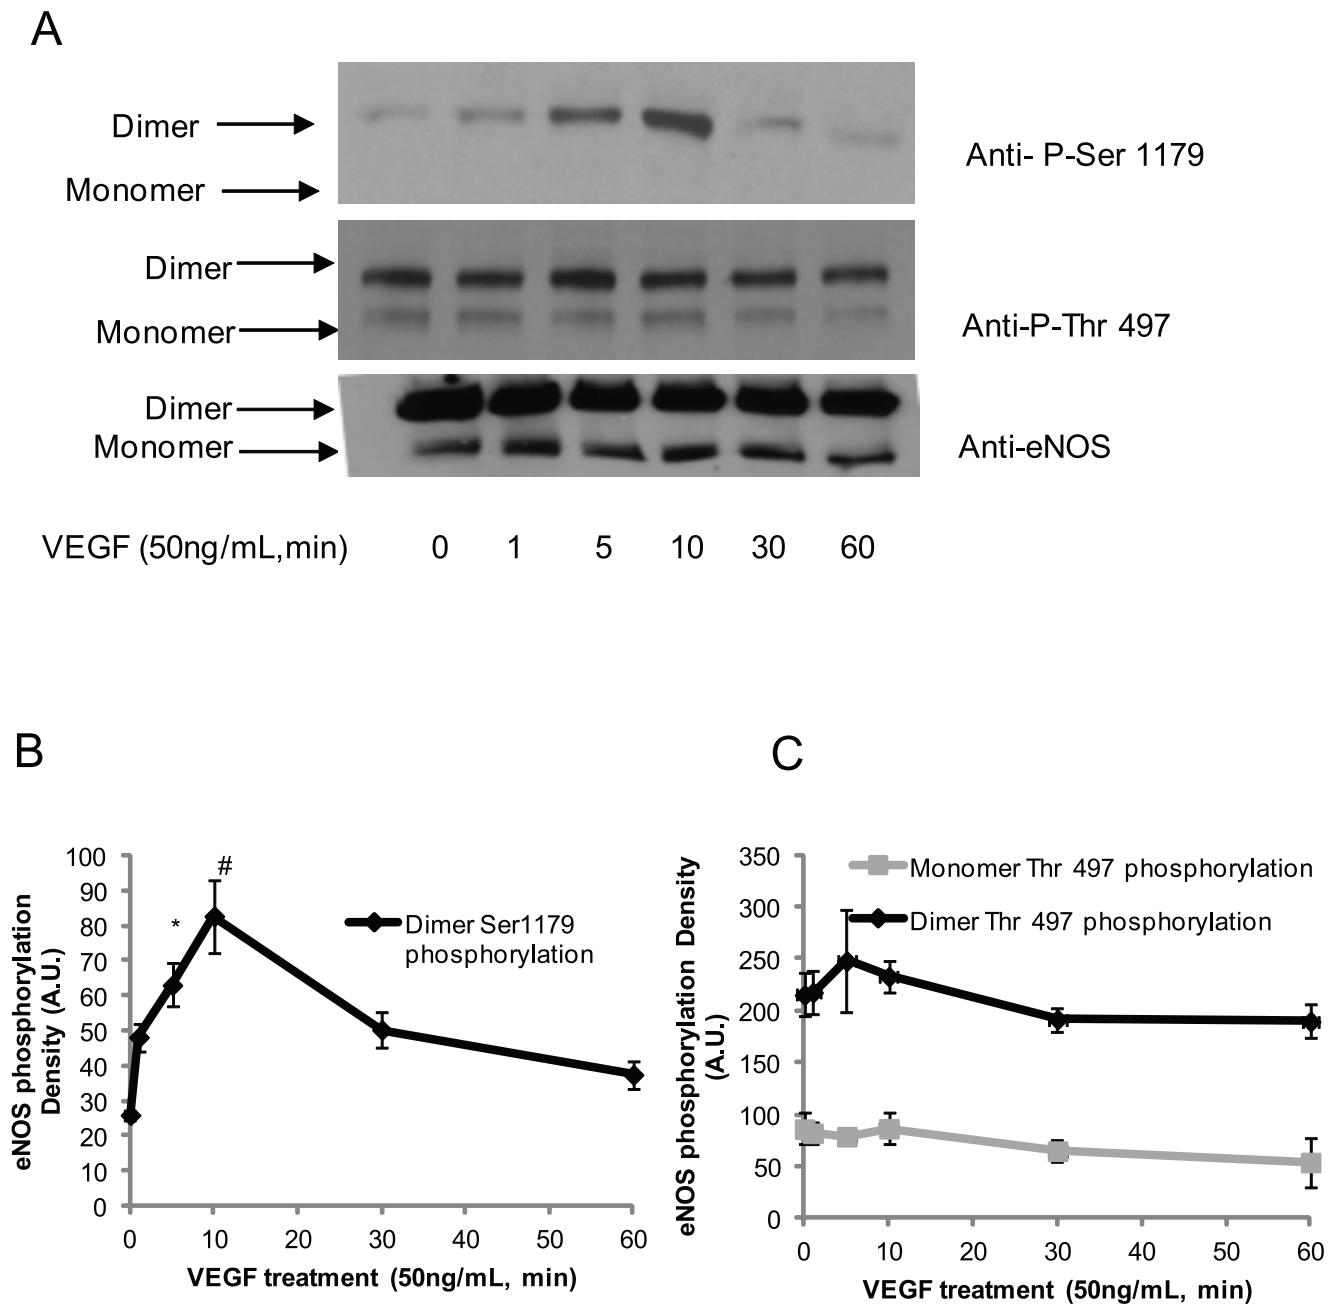 A
Dimer
Monomer
Anti- P-Ser 1179
Dimer
Monomer
Anti-P-Thr 497
Dimer
Monomer
Anti-eNOS
VEGF (50ng/mL,min) 0 1 5 10 30 60
B
eNOS phosphorylation
Density (A.U.)
100
90
80
70
60
50
40
30
20
10
0
*
#
Dimer Ser1179
phosphorylation
0 10 20 30 40 50 60
VEGF treatment (50ng/mL, min)
C
eNOS phosphorylation Density
(A.U.)
350
300
250
200
150
100
50
0
Monomer Thr 497 phosphorylation
Dimer Thr 497 phosphorylation
0 10 20 30 40 50 60
VEGF treatment (50ng/mL, min)